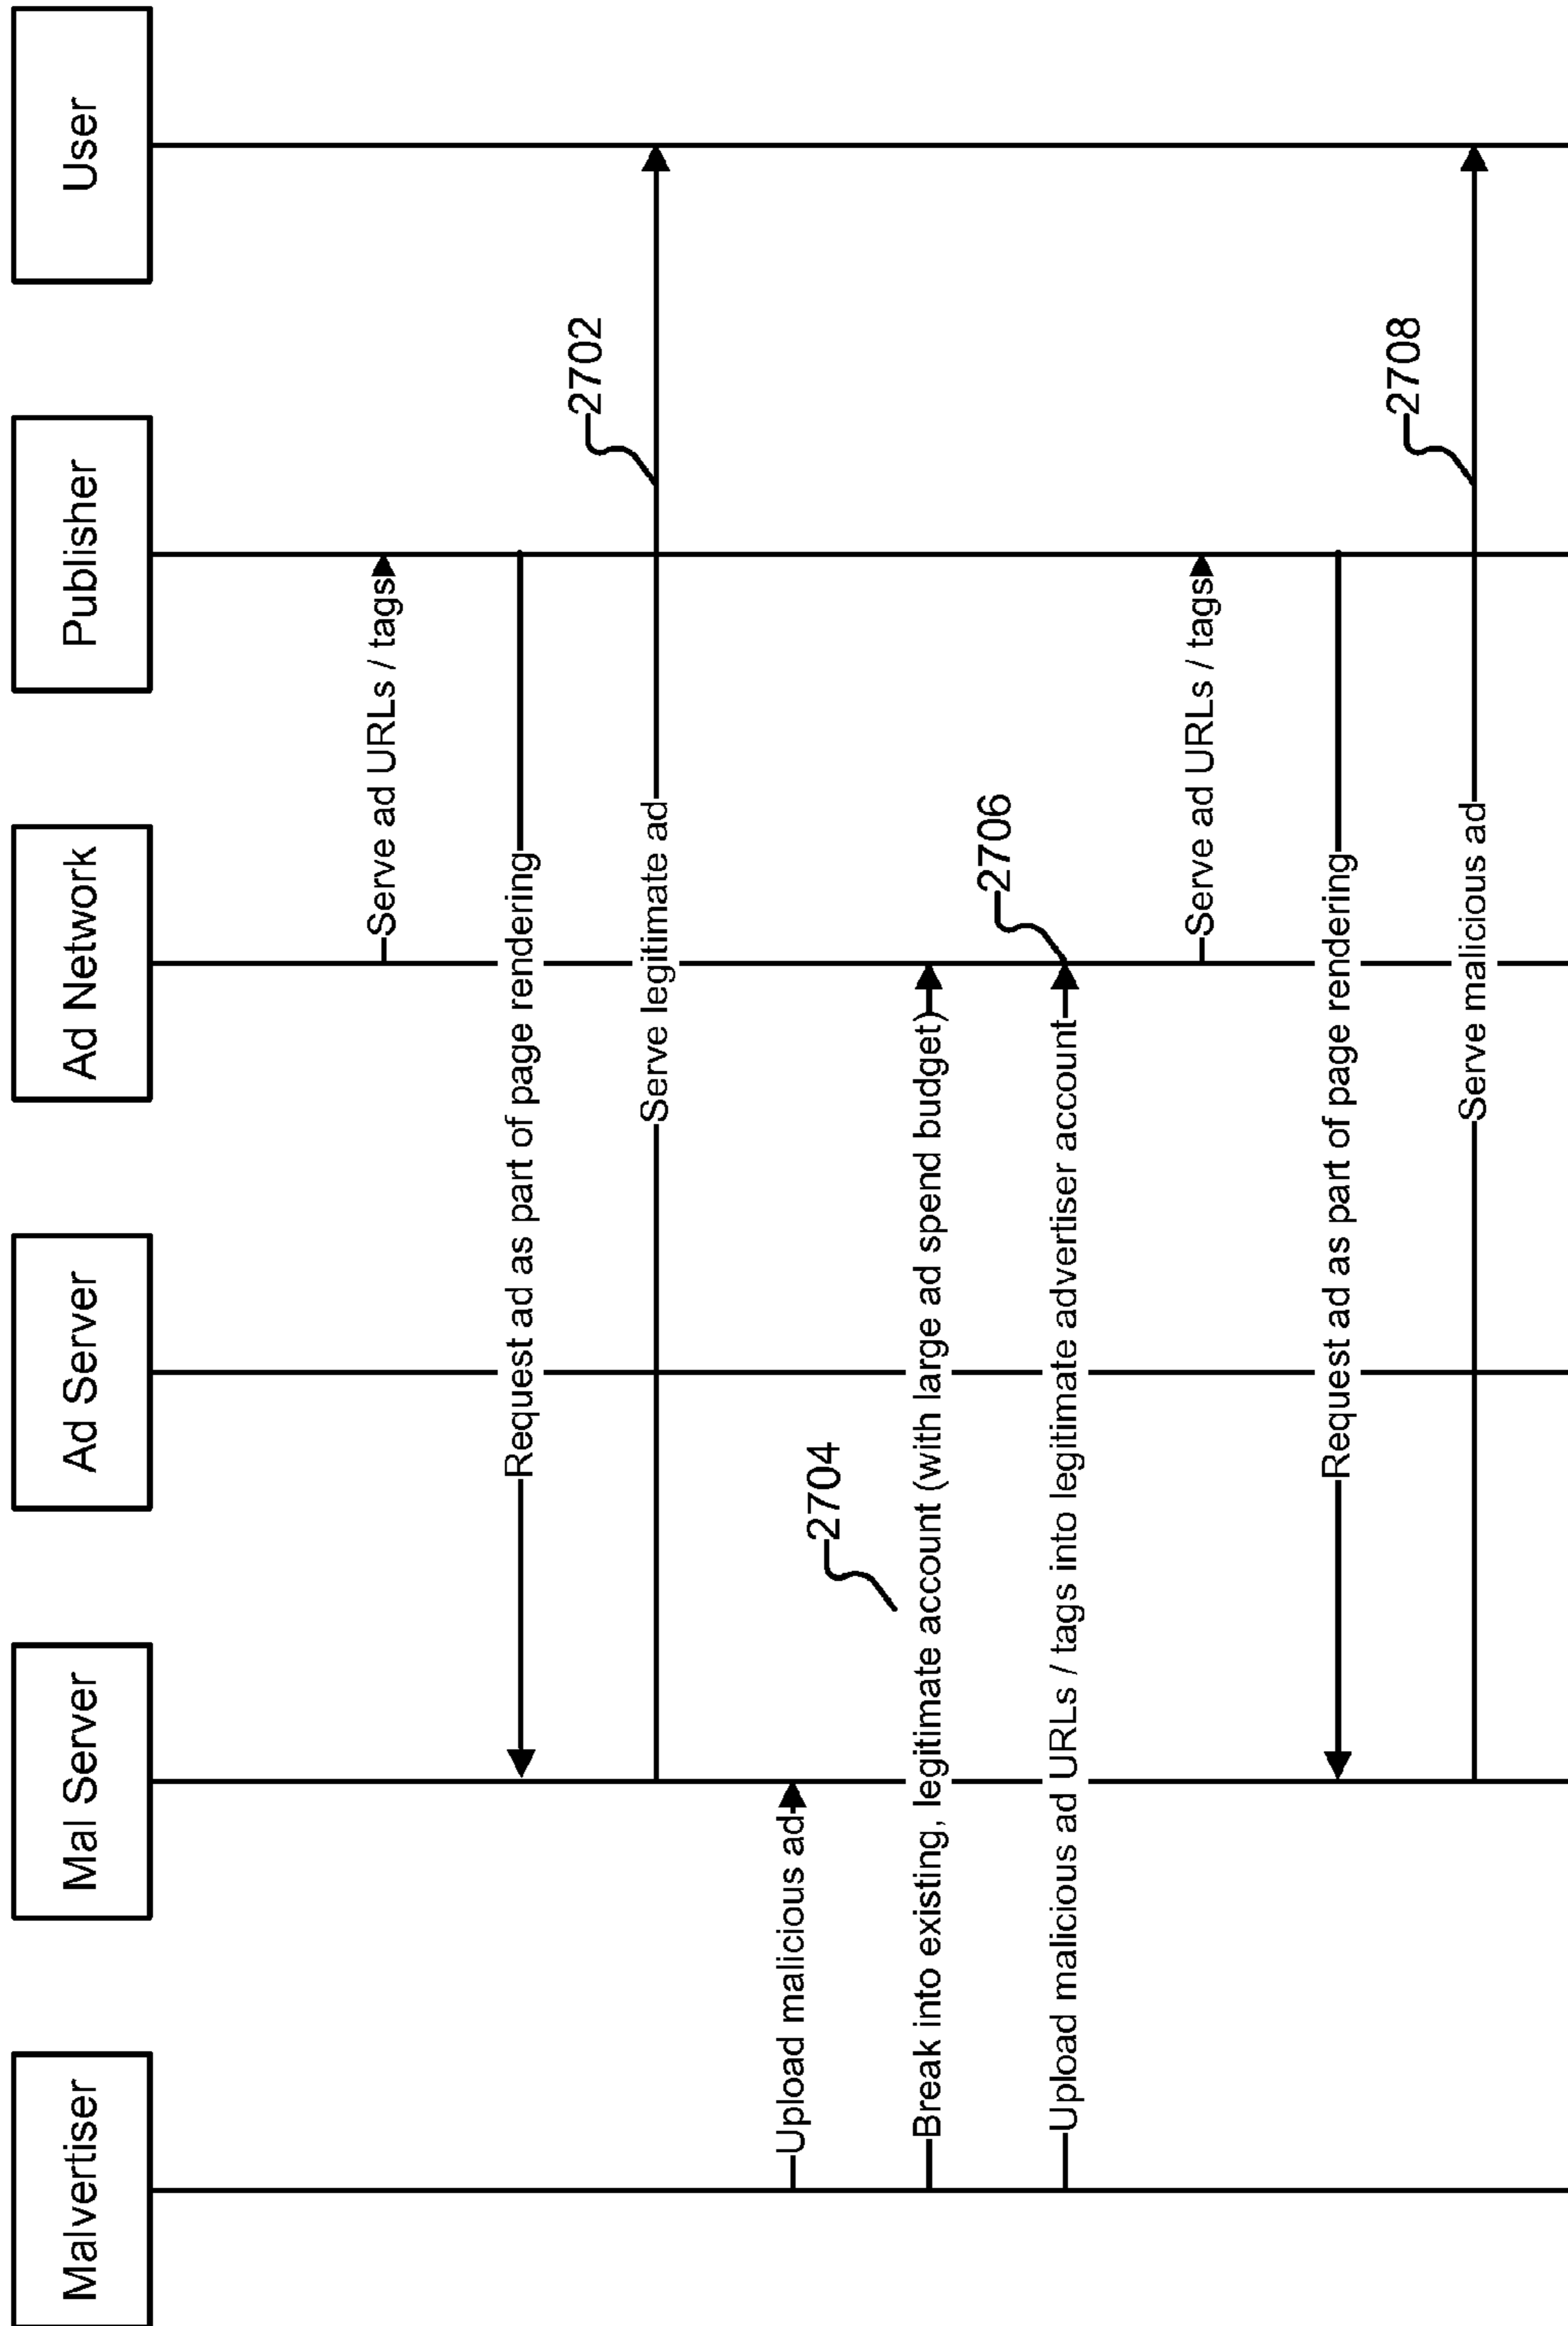 Malvertiser
Mal Server
Ad Server
Ad Network
Publisher
User
Serve ad URLs / tags
Request ad as part of page rendering
2702
Serve legitimate ad
Upload malicious ad
2704
Break into existing, legitimate account (with large ad spend budget)
2706
Upload malicious ad URLs / tags into legitimate advertiser account
Serve ad URLs / tags
Request ad as part of page rendering
2708
Serve malicious ad